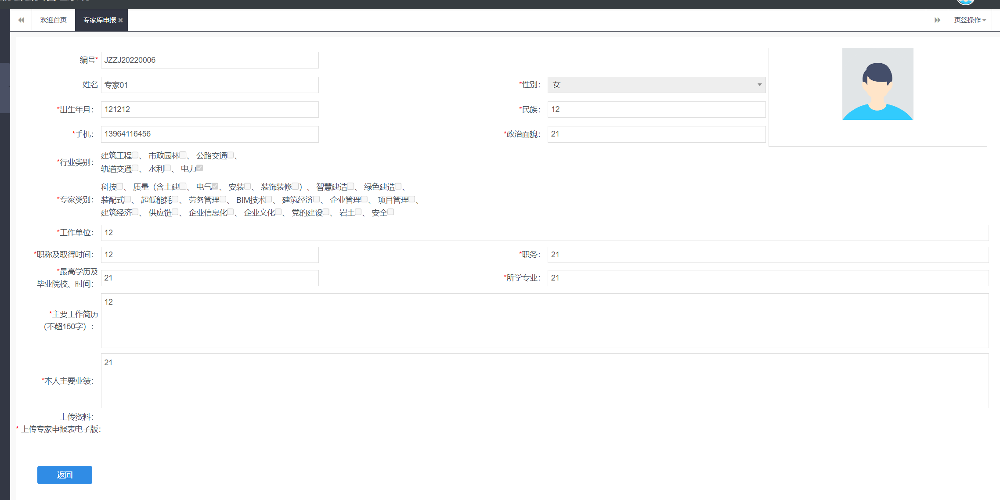 欢迎首页 专家库申报 页签操作
编号* JZZJ20220006
姓名 专家01 *性别： 女
*出生年月： 121212 *民族： 12
*手机： 13964116456 *政治面貌： 21
*行业类别： 建筑工程、 市政园林、 公路交通、
轨道交通、 水利、 电力
科技、 质量（含土建、 电气、 安装、 装饰装修）、 智慧建造、 绿色建造、
*专家类别： 装配式、 超低能耗、 劳务管理、 BIM技术、 建筑经济、 企业管理、 项目管理、
建筑经济、 供应链、 企业信息化、 企业文化、 党的建设、 岩土、 安全
*工作单位： 12
*职称及取得时间： 12 *职务： 21
*最高学历及
毕业院校、时间： 21 *所学专业： 21
12
*主要工作简历
（不超150字）：
21
*本人主要业绩：
上传资料：
* 上传专家申报表电子版：
返回